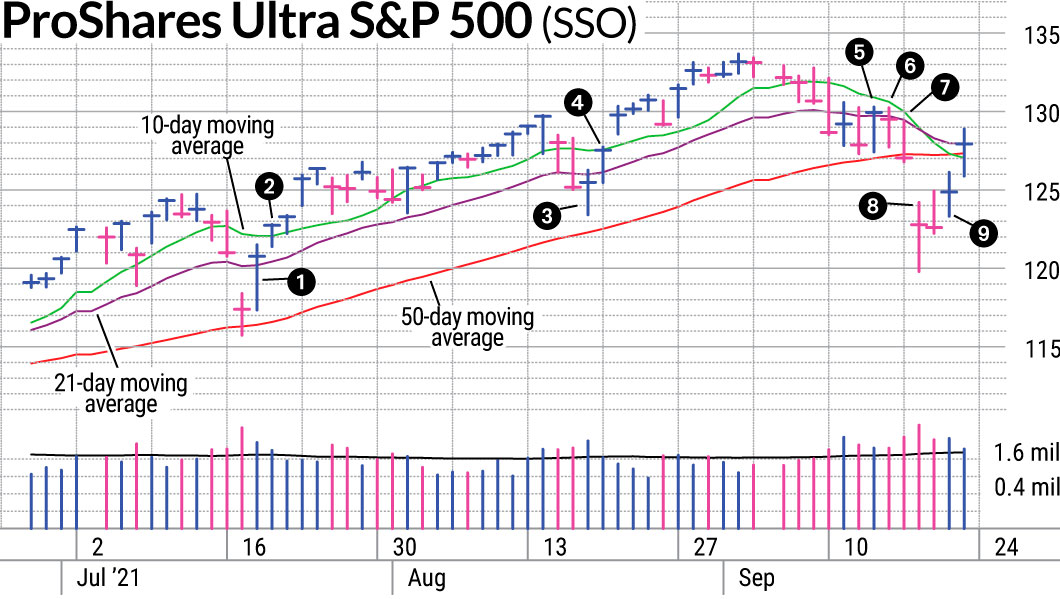 ProShares Ultra S&P 500 (SSO)
135
5
6
7
4
130
10-day moving
average
2
125
3
8
9
1
120
50-day moving
average
115
21-day moving
average
1.6 mil
0.4 mil
2 16 30 13 27 10 24
Jul ’21 Aug Sep